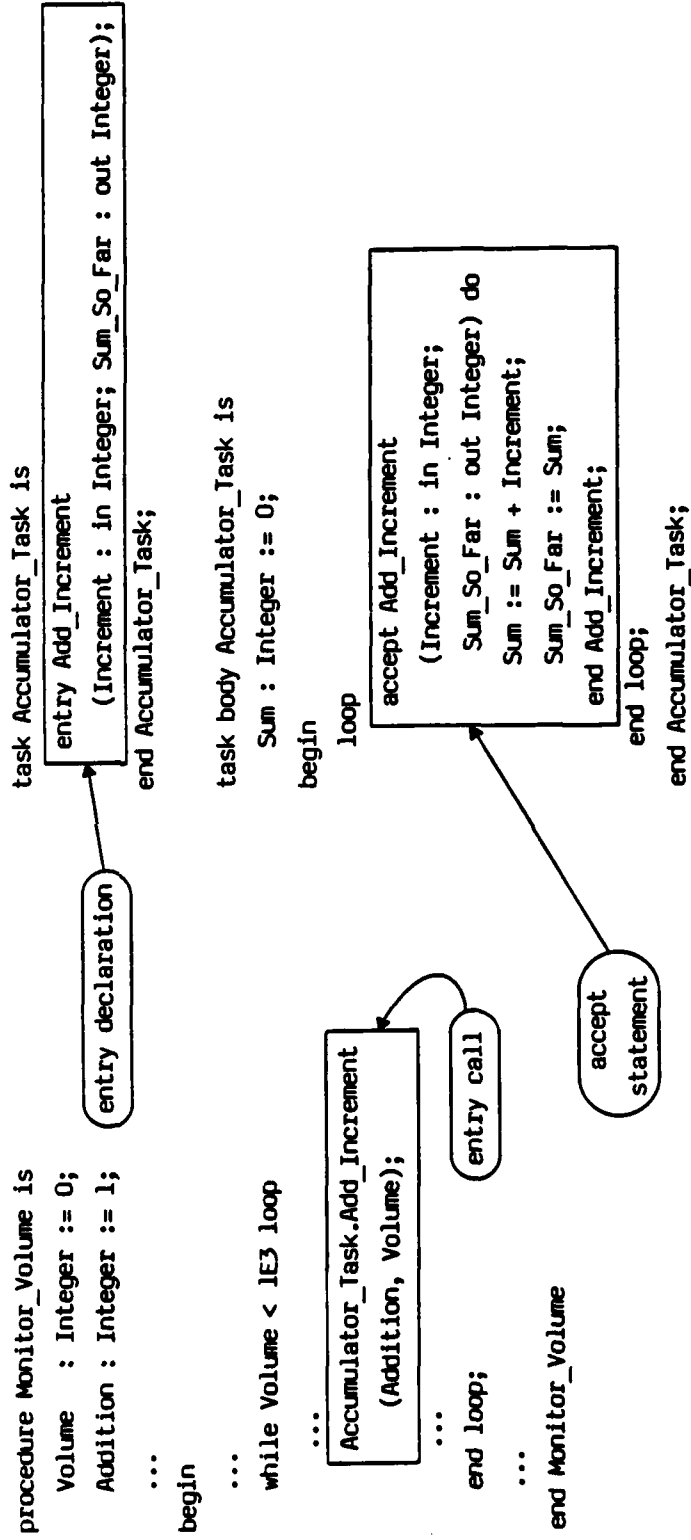 procedure Monitor_Volume is
Volume : Integer := 0;
Addition : Integer := 1;
...
begin
...
while Volume < 1E3 loop
...
Accumulator_Task.Add_Increment
(Addition, Volume);
...
end loop;
...
end Monitor_Volume
entry declaration
entry call
accept
statement
task Accumulator_Task is
entry Add_Increment
(Increment : in Integer; Sum_So_Far : out Integer);
end Accumulator_Task;
task body Accumulator_Task is
Sum : Integer := 0;
begin
loop
accept Add_Increment
(Increment : in Integer;
Sum_So_Far : out Integer) do
Sum := Sum + Increment;
Sum_So_Far := Sum;
end Add_Increment;
end loop;
end Accumulator_Task;